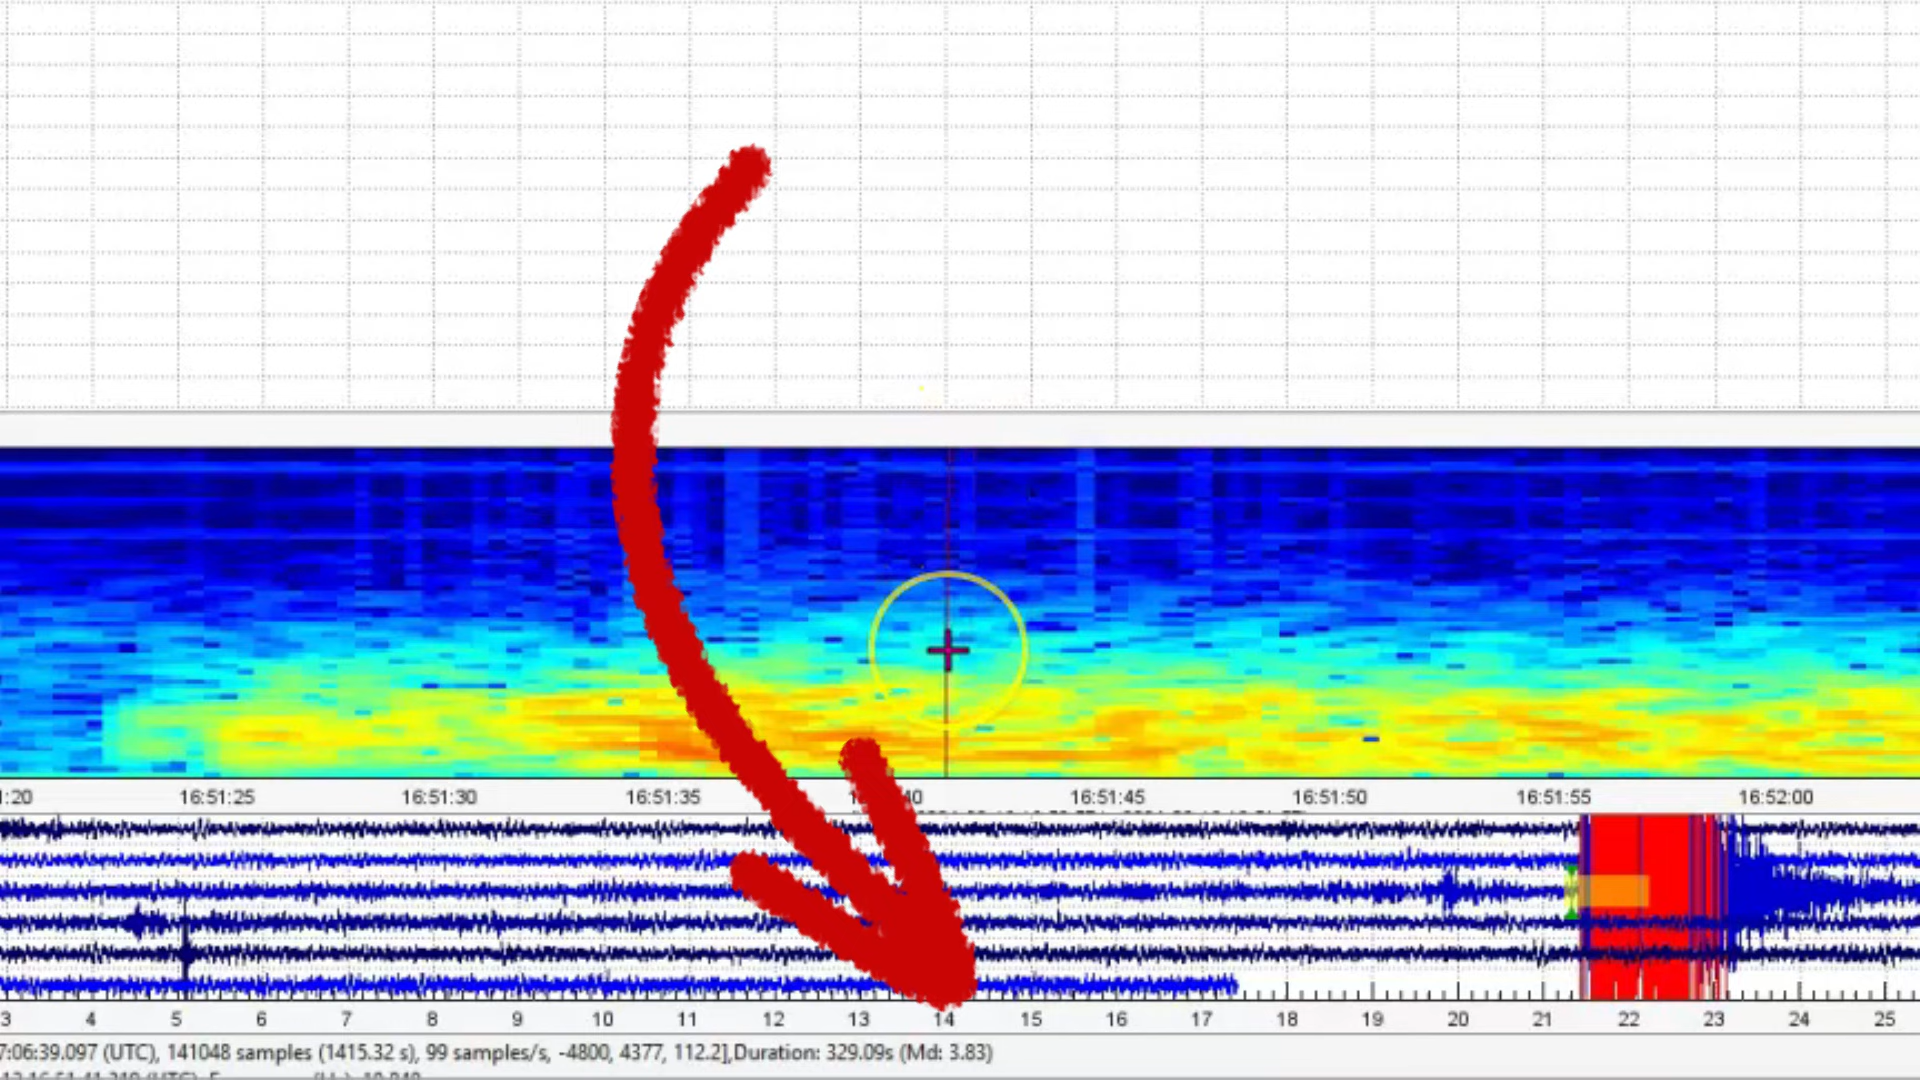 :20 16:51:25 16:51:30 16:51:35 40 16:51:45 16:51:50 16:51:55 16:52:00
3 4 5 6 7 8 9 10 11 12 13 14 15 16 17 18 19 20 21 22 23 24 25
7:06:39.097 (UTC), 141048 samples (1415.32 s), 99 samples/s, -4800, 4377, 112.2],Duration: 329.09s (Md: 3.83)